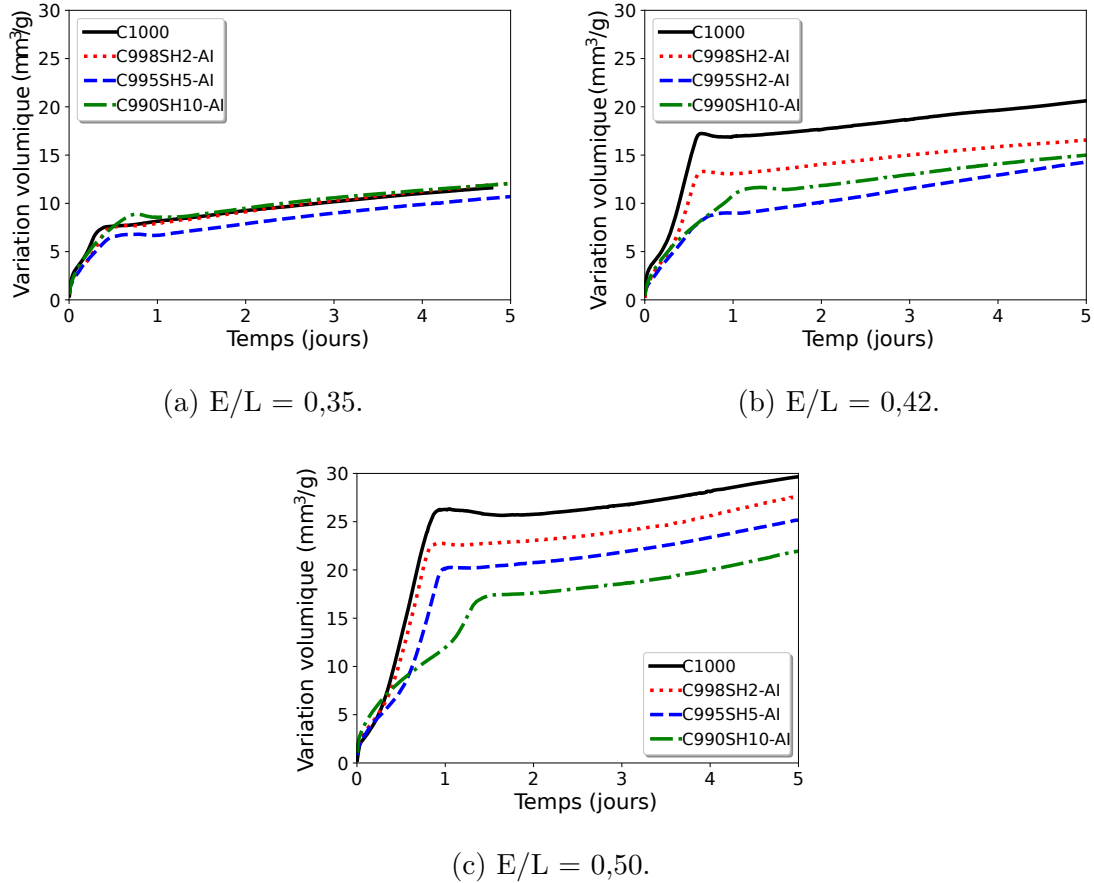 30
25
20
15
10
5
0
Variation volumique (mm³/g)
C1000
C998SH2-AI
C995SH5-AI
C990SH10-AI
0 1 2 3 4 5
Temps (jours)
(a) E/L = 0,35.
30
25
20
15
10
5
0
Variation volumique (mm³/g)
C1000
C998SH2-AI
C995SH2-AI
C990SH10-AI
0 1 2 3 4 5
Temp (jours)
(b) E/L = 0,42.
30
25
20
15
10
5
0
Variation volumique (mm³/g)
C1000
C998SH2-AI
C995SH5-AI
C990SH10-AI
0 1 2 3 4 5
Temps (jours)
(c) E/L = 0,50.